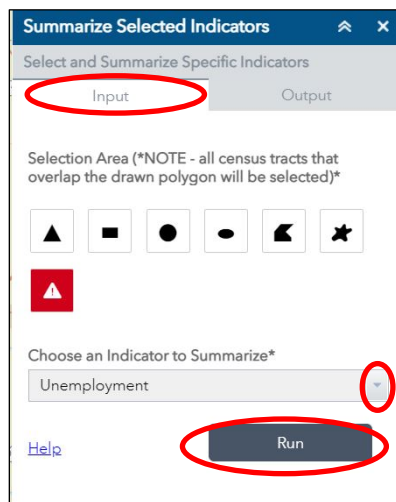 Summarize Selected Indicators
Select and Summarize Specific Indicators
Input Output
Selection Area (*NOTE - all census tracts that
overlap the drawn polygon will be selected)*
Choose an Indicator to Summarize*
Unemployment
Help Run